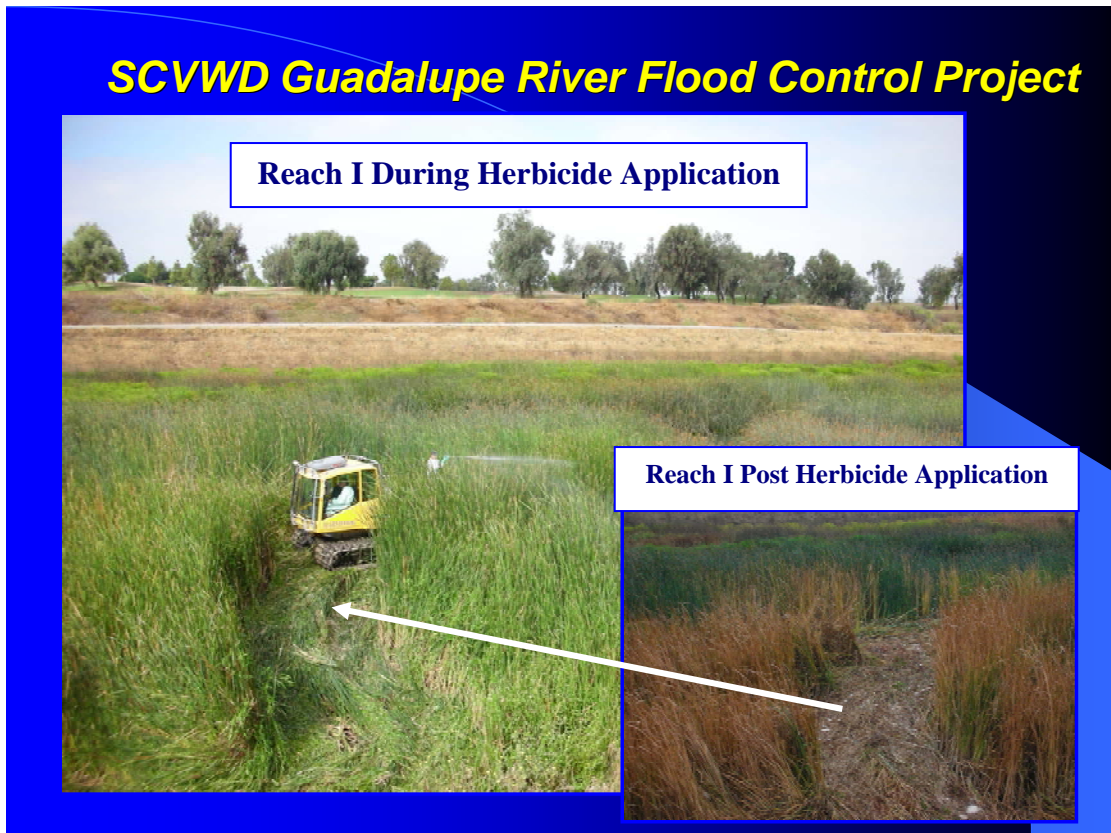 SCVWD Guadalupe River Flood Control Project
Reach I During Herbicide Application
Reach I Post Herbicide Application